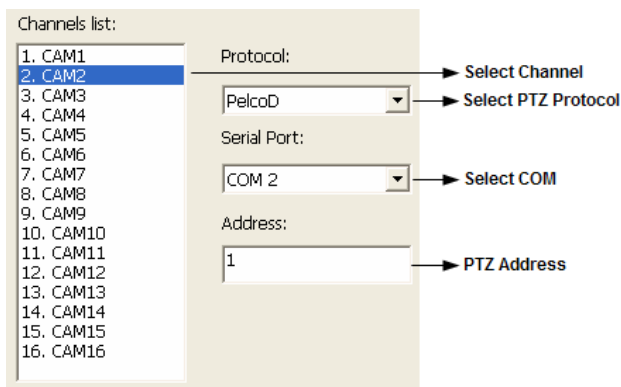 Channels list:
1. CAM1
2. CAM2
3. CAM3
4. CAM4
5. CAM5
6. CAM6
7. CAM7
8. CAM8
9. CAM9
10. CAM10
11. CAM11
12. CAM12
13. CAM13
14. CAM14
15. CAM15
16. CAM16
Protocol:
PelcoD
Serial Port:
COM 2
Address:
1
Select Channel
Select PTZ Protocol
Select COM
PTZ Address